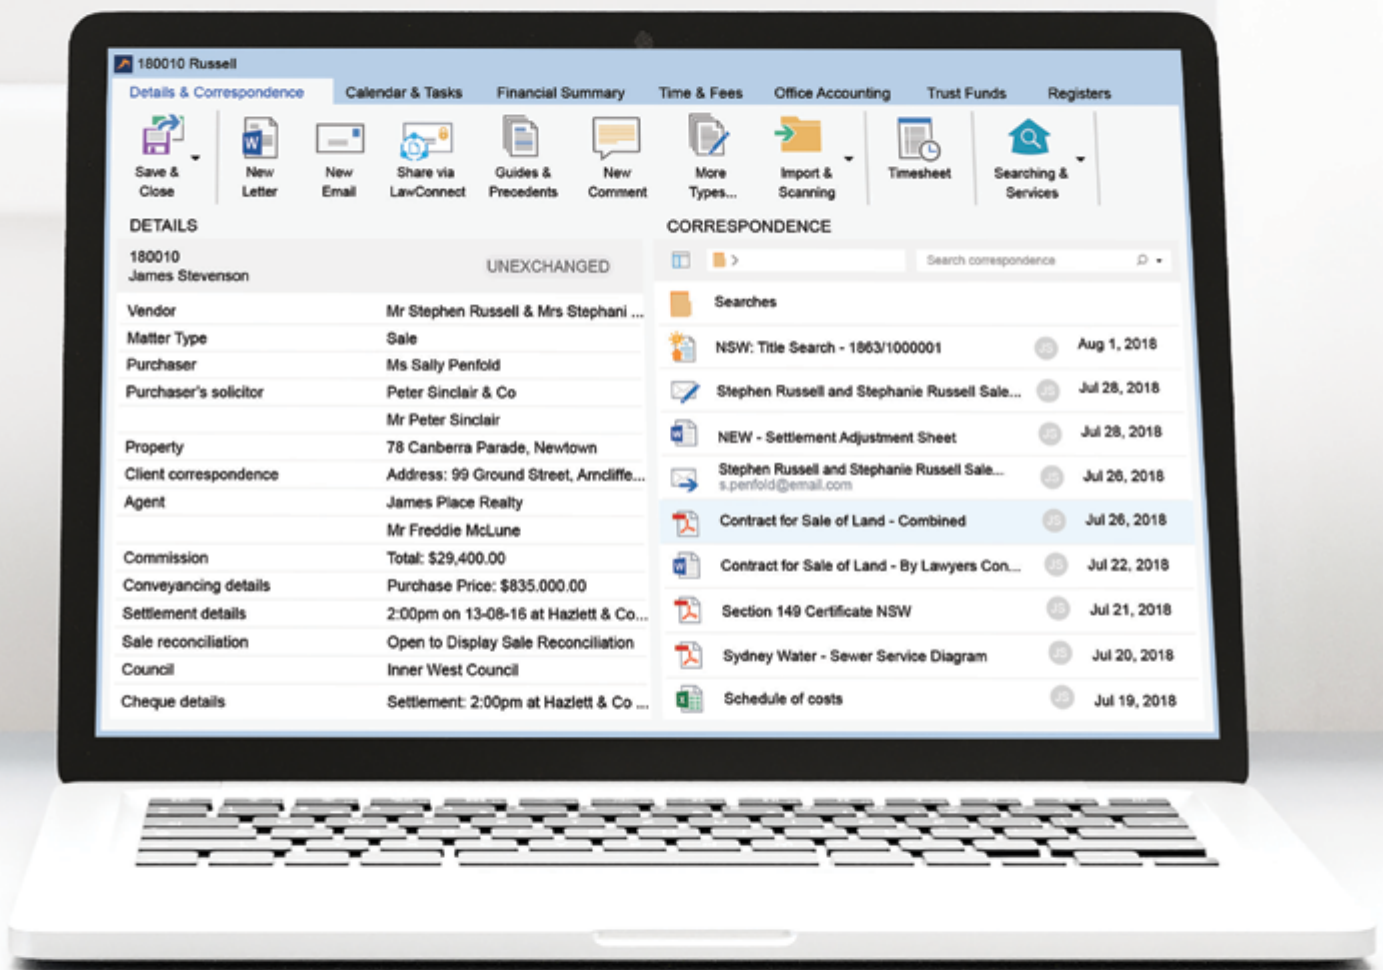 180010 Russell
Details & Correspondence
Calendar & Tasks
Financial Summary
Time & Fees
Office Accounting
Trust Funds
Registers
Save & Close
New Letter
New Email
Share via LawConnect
Guides & Precedents
New Comment
More Types...
Import & Scanning
Timesheet
Searching & Services
DETAILS
180010
James Stevenson
UNEXCHANGED
Vendor Mr Stephen Russell & Mrs Stephani ...
Matter Type Sale
Purchaser Ms Sally Penfold
Purchaser's solicitor Peter Sinclair & Co
Mr Peter Sinclair
Property 78 Canberra Parade, Newtown
Client correspondence Address: 99 Ground Street, Arncliffe...
Agent James Place Realty
Mr Freddie McLune
Commission Total: $29,400.00
Conveyancing details Purchase Price: $835.000.00
Settlement details 2:00pm on 13-08-16 at Hazlett & Co...
Sale reconciliation Open to Display Sale Reconciliation
Council Inner West Council
Cheque details Settlement: 2:00pm at Hazlett & Co ...
CORRESPONDENCE
Search correspondence
Searches
NSW: Title Search - 1863/1000001 JS Aug 1, 2018
Stephen Russell and Stephanie Russell Sale... JS Jul 28, 2018
NEW - Settlement Adjustment Sheet JS Jul 28, 2018
Stephen Russell and Stephanie Russell Sale... JS Jul 26, 2018
s.penfold@email.com
Contract for Sale of Land - Combined JS Jul 26, 2018
Contract for Sale of Land - By Lawyers Con... JS Jul 22, 2018
Section 149 Certificate NSW JS Jul 21, 2018
Sydney Water - Sewer Service Diagram JS Jul 20, 2018
Schedule of costs JS Jul 19, 2018